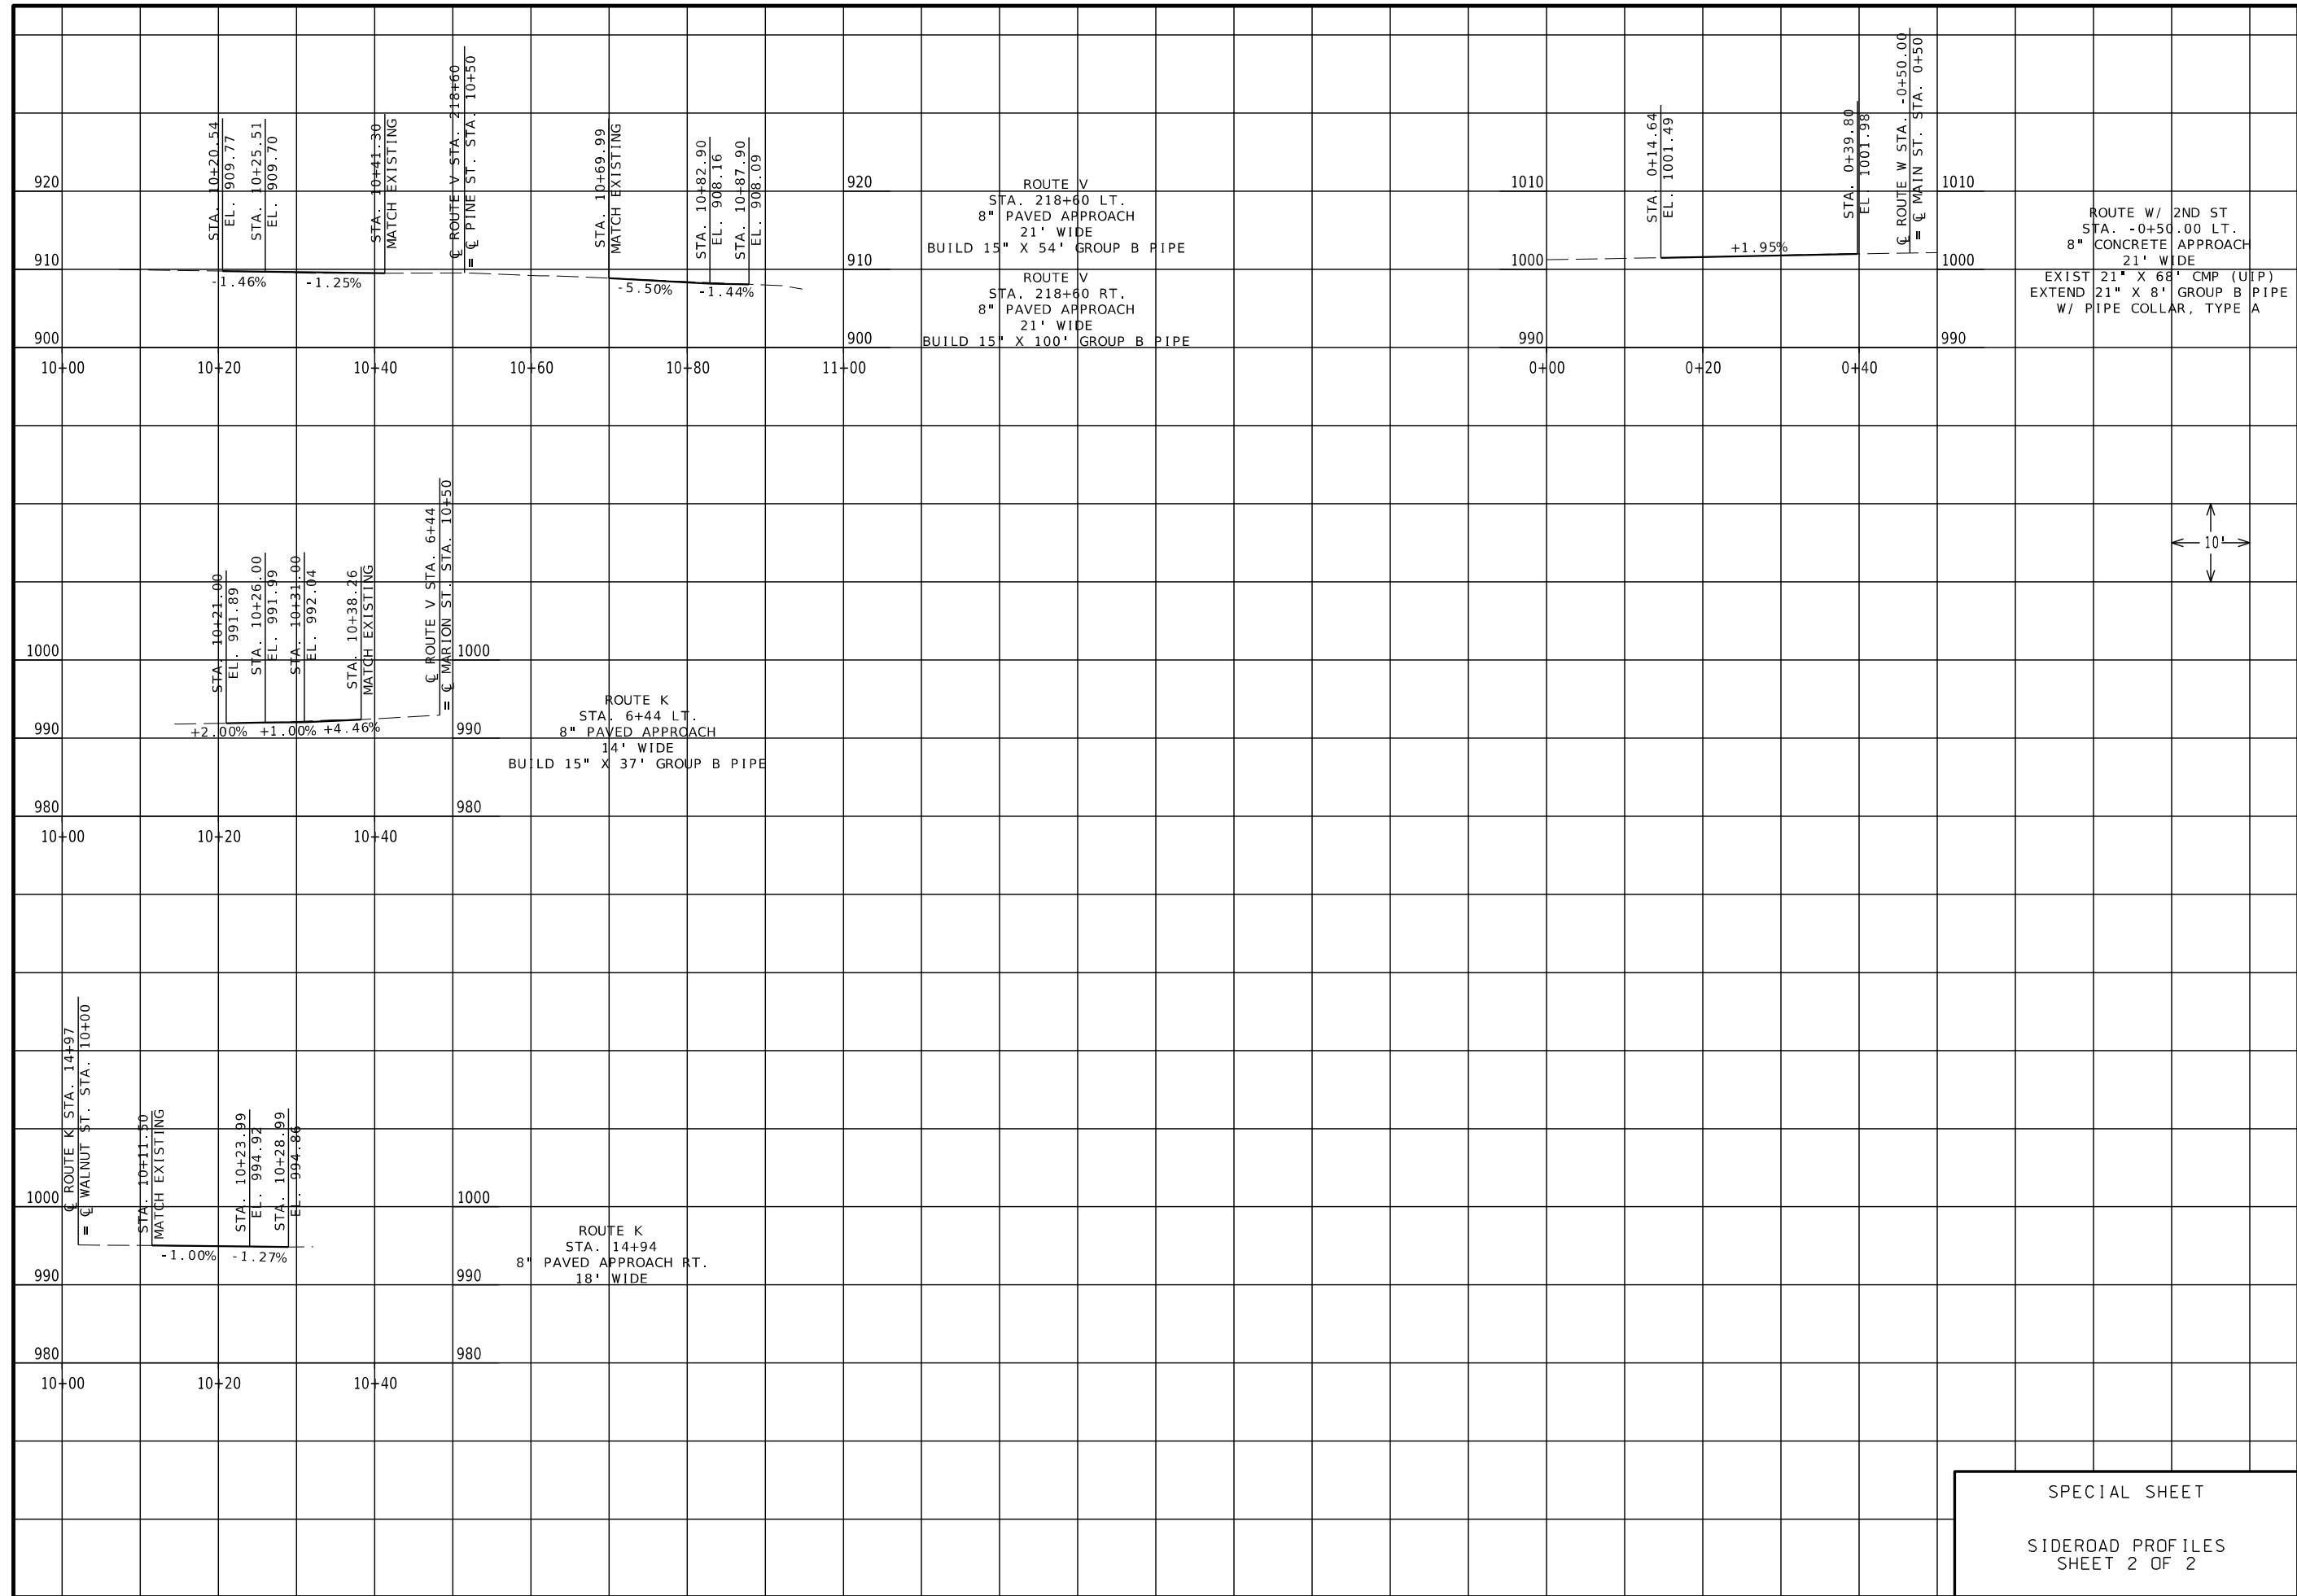 STA. 10+20.54
EL. 909.77
STA. 10+25.51
EL. 909.70
STA. 10+41.30
MATCH EXISTING
℄ ROUTE V STA. 218+60
= ℄ PINE ST. STA. 10+50
STA. 10+69.99
MATCH EXISTING
STA. 10+82.90
EL. 908.16
STA. 10+87.90
EL. 908.09
920
910
900
-1.46%
-1.25%
-5.50%
-1.44%
920
910
900
10+00
10+20
10+40
10+60
10+80
11+00
ROUTE V
STA. 218+60 LT.
8" PAVED APPROACH
21' WIDE
BUILD 15" X 54' GROUP B PIPE
ROUTE V
STA. 218+60 RT.
8" PAVED APPROACH
21' WIDE
BUILD 15" X 100' GROUP B PIPE
STA. 0+14.64
EL. 1001.49
STA. 0+39.80
EL. 1001.98
℄ ROUTE W STA. -0+50.00
= ℄ MAIN ST. STA. 0+50
1010
1000
990
+1.95%
1010
1000
990
0+00
0+20
0+40
ROUTE W/ 2ND ST
STA. -0+50.00 LT.
8" CONCRETE APPROACH
21' WIDE
EXIST 21" X 68' CMP (UIP)
EXTEND 21" X 8' GROUP B PIPE
W/ PIPE COLLAR, TYPE A
10'
STA. 10+21.00
EL. 991.89
STA. 10+26.00
EL. 991.99
STA. 10+31.00
EL. 992.04
STA. 10+38.26
MATCH EXISTING
℄ ROUTE V STA. 6+44
= ℄ MARION ST. STA. 10+50
1000
990
980
+2.00%
+1.00%
+4.46%
1000
990
980
10+00
10+20
10+40
ROUTE K
STA. 6+44 LT.
8" PAVED APPROACH
14' WIDE
BUILD 15" X 37' GROUP B PIPE
℄ ROUTE K STA. 14+97
= ℄ WALNUT ST. STA. 10+00
STA. 10+11.50
MATCH EXISTING
STA. 10+23.99
EL. 994.92
STA. 10+28.99
EL. 994.86
1000
990
980
-1.00%
-1.27%
1000
990
980
10+00
10+20
10+40
ROUTE K
STA. 14+94
8" PAVED APPROACH RT.
18' WIDE
SPECIAL SHEET
SIDEROAD PROFILES
SHEET 2 OF 2